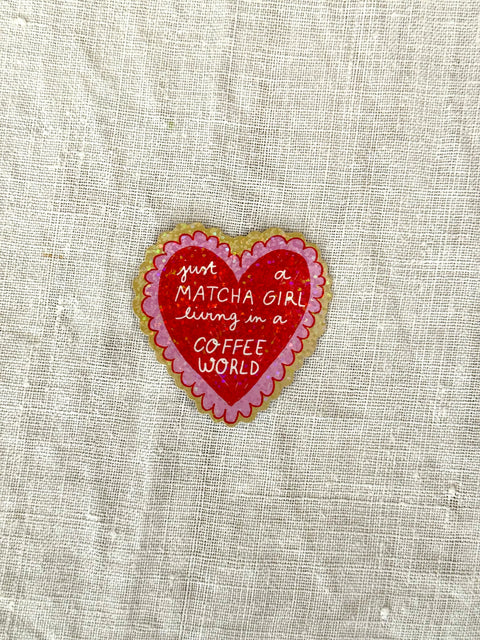 just a
MATCHA GIRL
living in a
COFFEE
WORLD